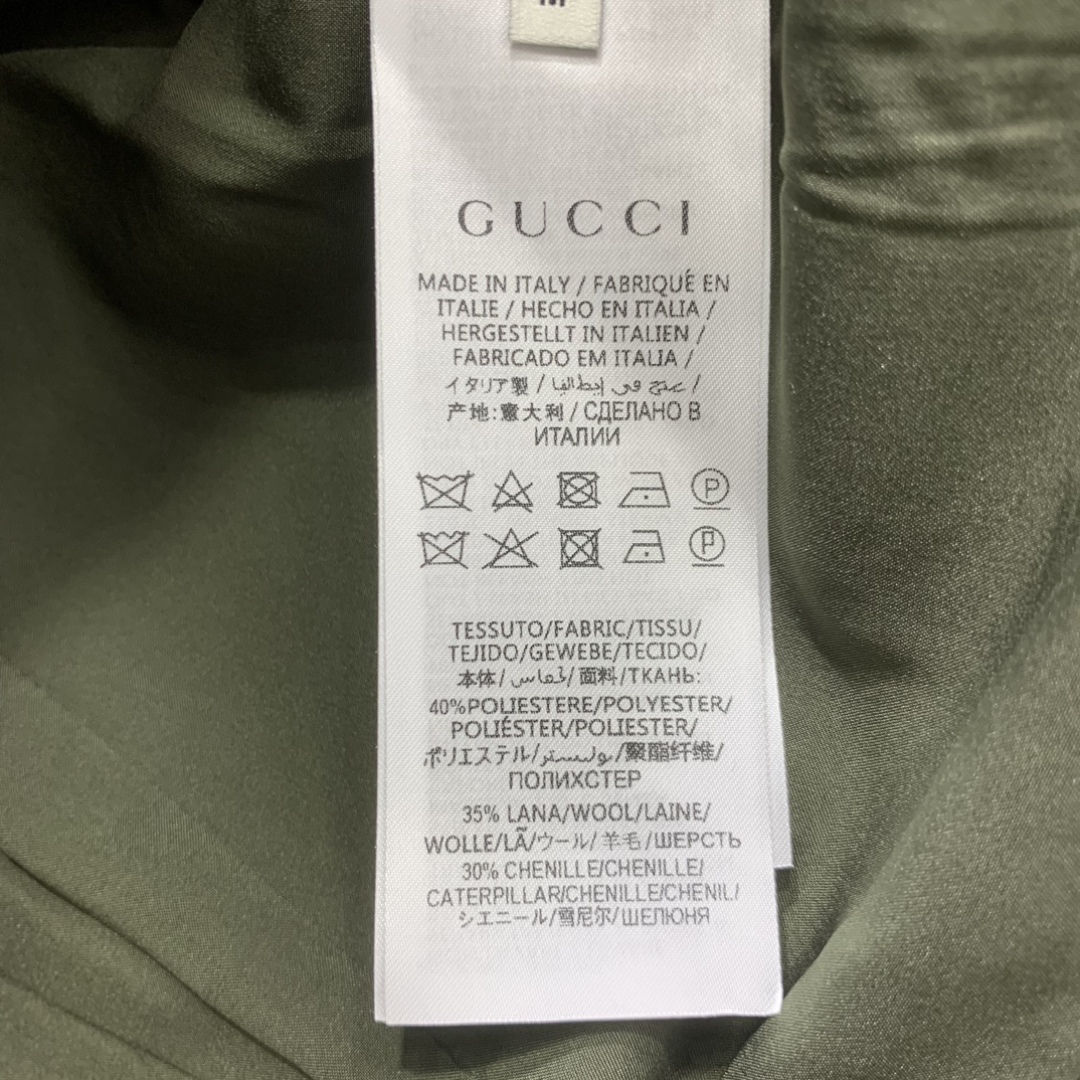 GUCCI
MADE IN ITALY / FABRIQUÉ EN
ITALIE / HECHO EN ITALIA /
HERGESTELLT IN ITALIEN /
FABRICADO EM ITALIA /
イタリア製 / في إيطاليا /
产地:意大利 / СДЕЛАНО В
ИТАЛИИ
P
P
TESSUTO/FABRIC/TISSU/
TEJIDO/GEWEBE/TECIDO/
本体/ /面料/ТКАНЬ:
40%POLIESTERE/POLYESTER/
POLIÉSTER/POLIESTER/
ポリエステル/بوليستر/聚酯纤维/
ПОЛИХСТЕР
35% LANA/WOOL/LAINE/
WOLLE/LÃ/ウール/羊毛/ШЕРСТЬ
30% CHENILLE/CHENILLE/
CATERPILLAR/CHENILLE/CHENIL/
シエニール/雪尼尔/ШЕЛЮНЯ